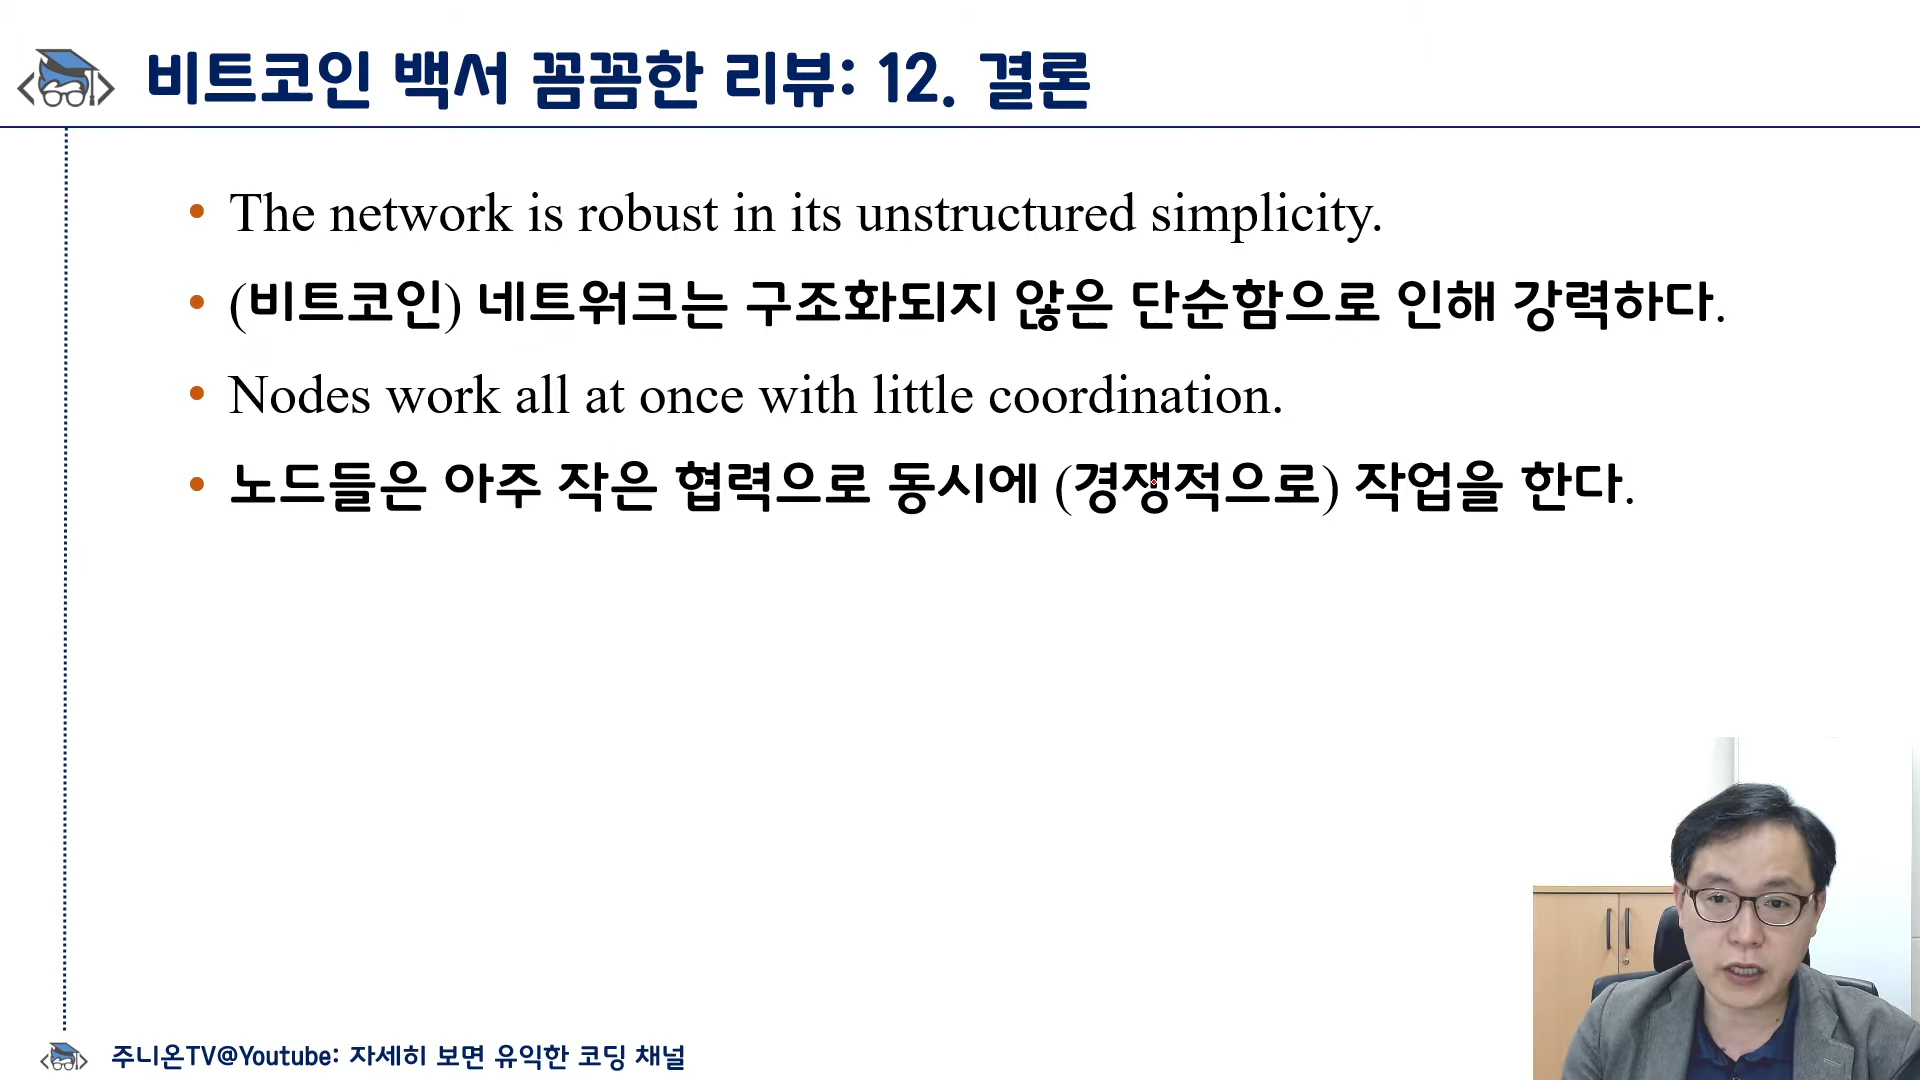 비트코인 백서 꼼꼼한 리뷰: 12. 결론
• The network is robust in its unstructured simplicity.
• (비트코인) 네트워크는 구조화되지 않은 단순함으로 인해 강력하다.
• Nodes work all at once with little coordination.
• 노드들은 아주 작은 협력으로 동시에 (경쟁적으로) 작업을 한다.
주니온TV@Youtube: 자세히 보면 유익한 코딩 채널